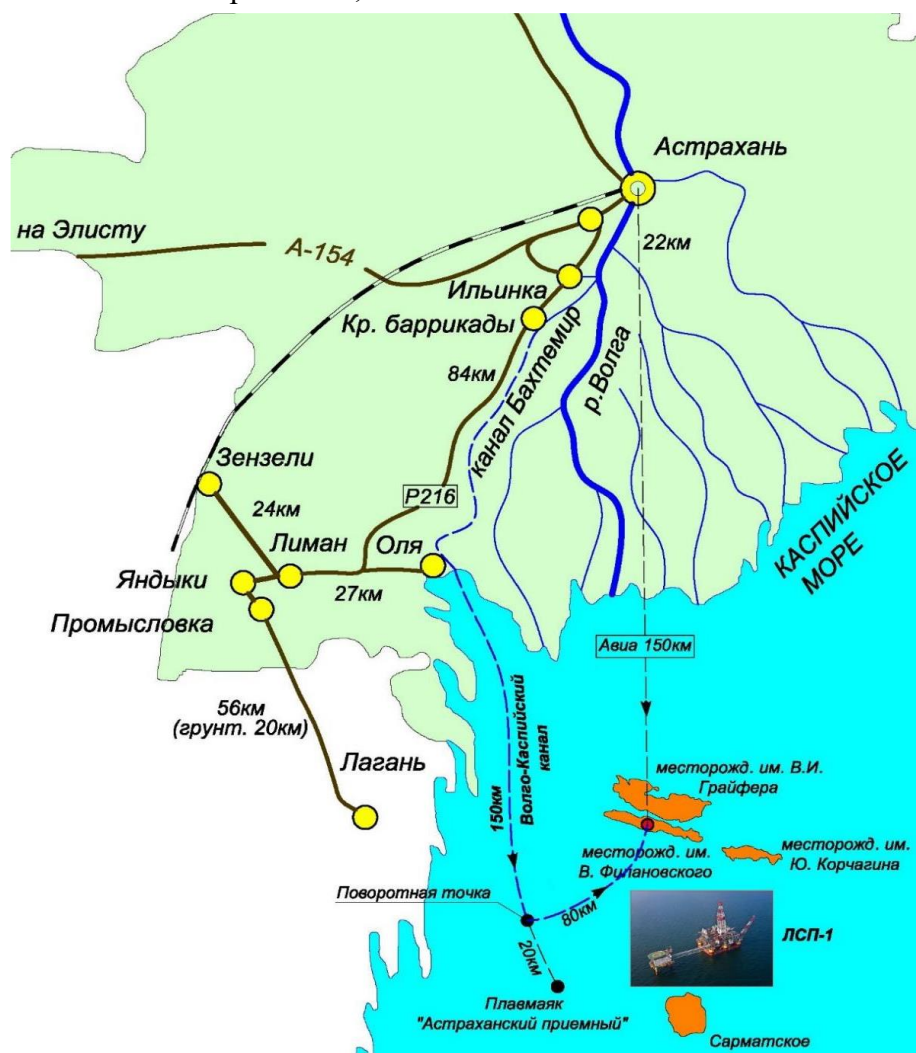 Астрахань
на Элисту
22км
А-154
Ильинка
Кр. баррикады
84км
канал Бахтемир
р.Волга
Зензели
Р216
24км
КАСПИЙСКОЕ
МОРЕ
Лиман
Оля
Яндыки
27км
Промысловка
Авиа 150км
56км
(грунт. 20км)
Лагань
150км
Волго-Каспийский
канал
месторожд. им. В.И.
Грайфера
месторожд. им.
В. Филановского
месторожд. им.
Ю. Корчагина
Поворотная точка
80км
20км
ЛСП-1
Плавмаяк
"Астраханский приемный"
Сарматское